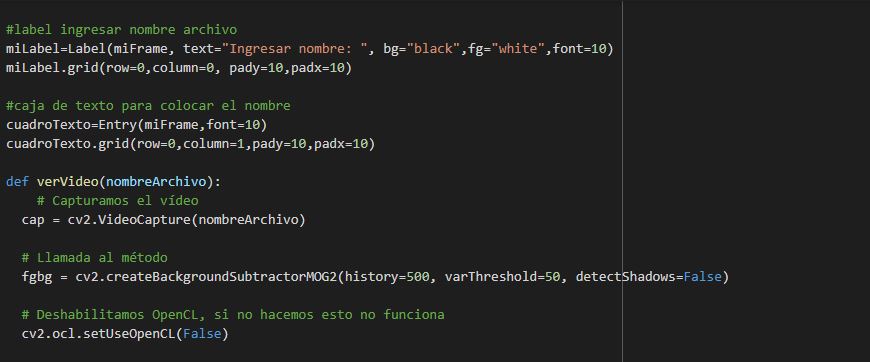 #label ingresar nombre archivo
miLabel=Label(miFrame, text="Ingresar nombre: ", bg="black",fg="white",font=10)
miLabel.grid(row=0,column=0, pady=10,padx=10)

#caja de texto para colocar el nombre
cuadroTexto=Entry(miFrame,font=10)
cuadroTexto.grid(row=0,column=1,pady=10,padx=10)

def verVideo(nombreArchivo):
    # Capturamos el vídeo
  cap = cv2.VideoCapture(nombreArchivo)

  # Llamada al método
  fgbg = cv2.createBackgroundSubtractorMOG2(history=500, varThreshold=50, detectShadows=False)

  # Deshabilitamos OpenCL, si no hacemos esto no funciona
  cv2.ocl.setUseOpenCL(False)